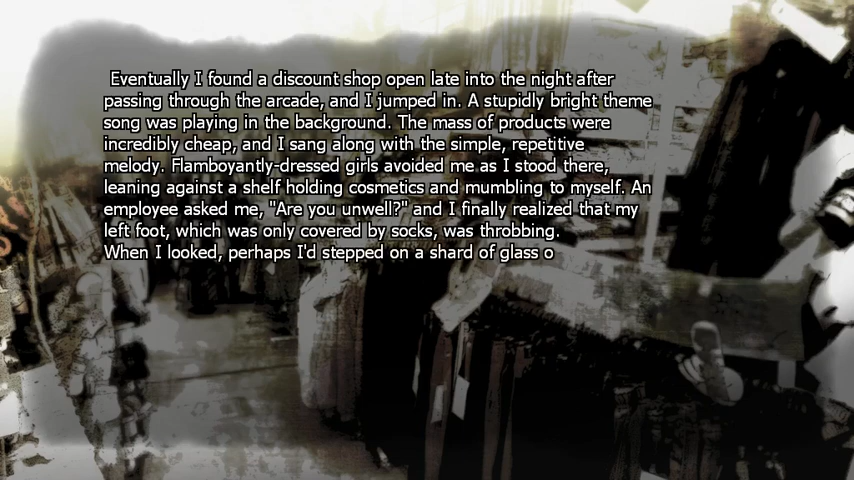 Eventually I found a discount shop open late into the night after
passing through the arcade, and I jumped in. A stupidly bright theme
song was playing in the background. The mass of products were
incredibly cheap, and I sang along with the simple, repetitive
melody. Flamboyantly-dressed girls avoided me as I stood there,
leaning against a shelf holding cosmetics and mumbling to myself. An
employee asked me, "Are you unwell?" and I finally realized that my
left foot, which was only covered by socks, was throbbing.
When I looked, perhaps I'd stepped on a shard of glass o